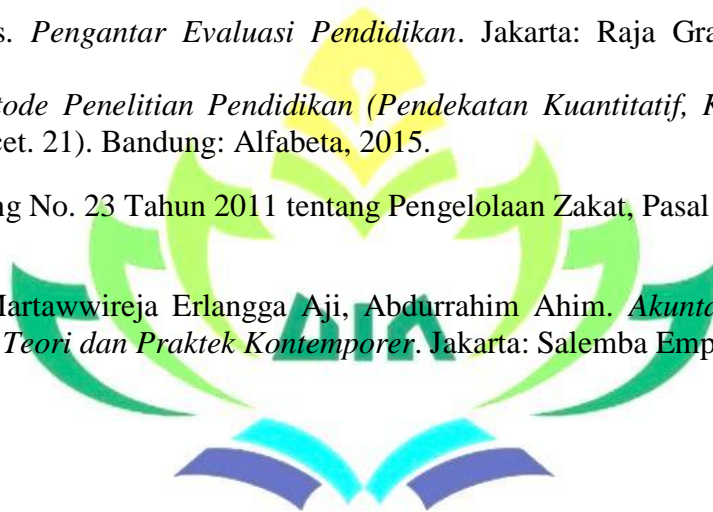 s. Pengantar Evaluasi Pendidikan. Jakarta: Raja Gra
tode Penelitian Pendidikan (Pendekatan Kuantitatif, K
cet. 21). Bandung: Alfabeta, 2015.
ng No. 23 Tahun 2011 tentang Pengelolaan Zakat, Pasal
Martawwireja Erlangga Aji, Abdurrahim Ahim. Akunta
Teori dan Praktek Kontemporer. Jakarta: Salemba Emp